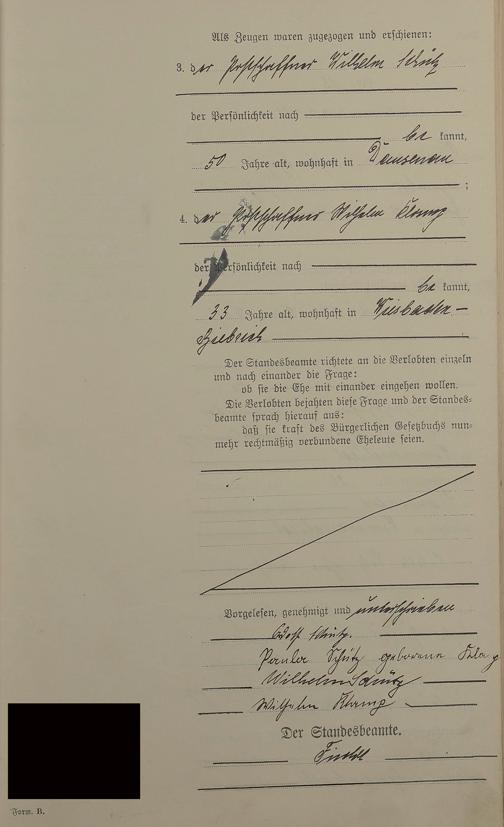 Als Zeugen waren zugezogen und erschienen:
3. der Postschaffner Wilhelm Schütz
der Persönlichkeit nach
bekannt,
50 Jahre alt, wohnhaft in Dausenau
;
4. der Postschaffner Wilhelm Klamp
der Persönlichkeit nach
bekannt,
33 Jahre alt, wohnhaft in Wiesbaden-
Biebrich
Der Standesbeamte richtete an die Verlobten einzeln
und nach einander die Frage:
ob sie die Ehe mit einander eingehen wollen.
Die Verlobten bejahten diese Frage und der Standes-
beamte sprach hierauf aus:
daß sie kraft des Bürgerlichen Gesetzbuchs nun-
mehr rechtmäßig verbundene Eheleute seien.
Vorgelesen, genehmigt und unterschrieben
Adolf Schütz.
Paula Schütz geborene
Wilhelm Schütz
Wilhelm Klamp
Der Standesbeamte.
Form. B.